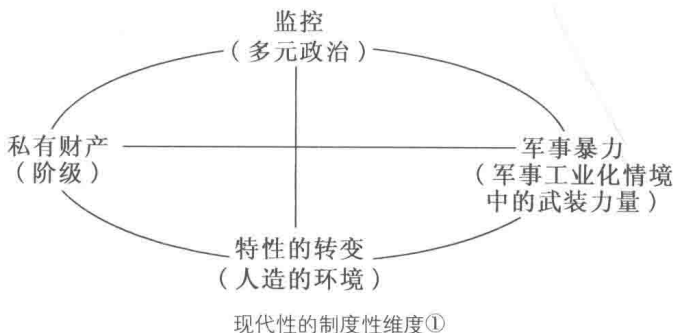 监控
（多元政治）
私有财产
（阶级）
军事暴力
（军事工业化情境
中的武装力量）
特性的转变
（人造的环境）
现代性的制度性维度①